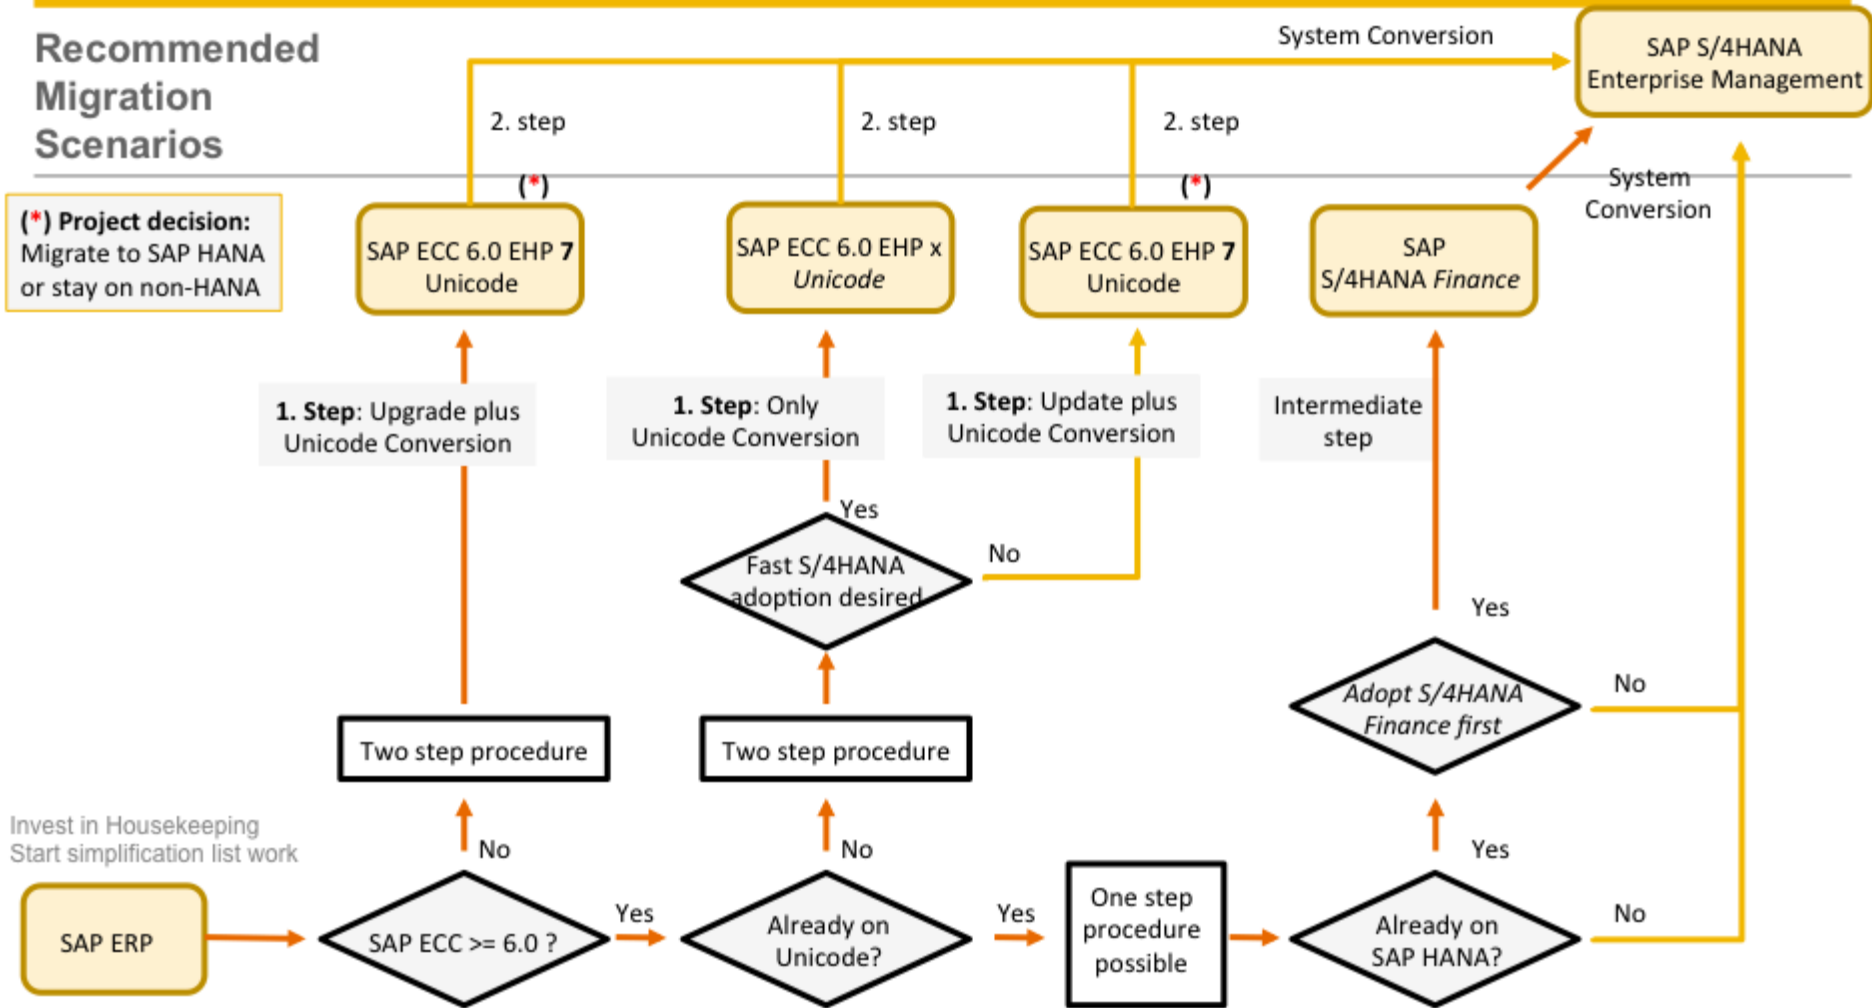 Recommended
Migration
Scenarios
System Conversion
SAP S/4HANA
Enterprise Management
2. step
2. step
2. step
(*)
(*)
System
Conversion
(*) Project decision:
Migrate to SAP HANA
or stay on non-HANA
SAP ECC 6.0 EHP 7
Unicode
SAP ECC 6.0 EHP x
Unicode
SAP ECC 6.0 EHP 7
Unicode
SAP
S/4HANA Finance
1. Step: Upgrade plus
Unicode Conversion
1. Step: Only
Unicode Conversion
1. Step: Update plus
Unicode Conversion
Intermediate
step
Yes
Fast S/4HANA
adoption desired
No
Yes
Adopt S/4HANA
Finance first
No
Two step procedure
Two step procedure
Invest in Housekeeping
Start simplification list work
No
No
Yes
SAP ERP
SAP ECC >= 6.0 ?
Yes
Already on
Unicode?
Yes
One step
procedure
possible
Already on
SAP HANA?
No